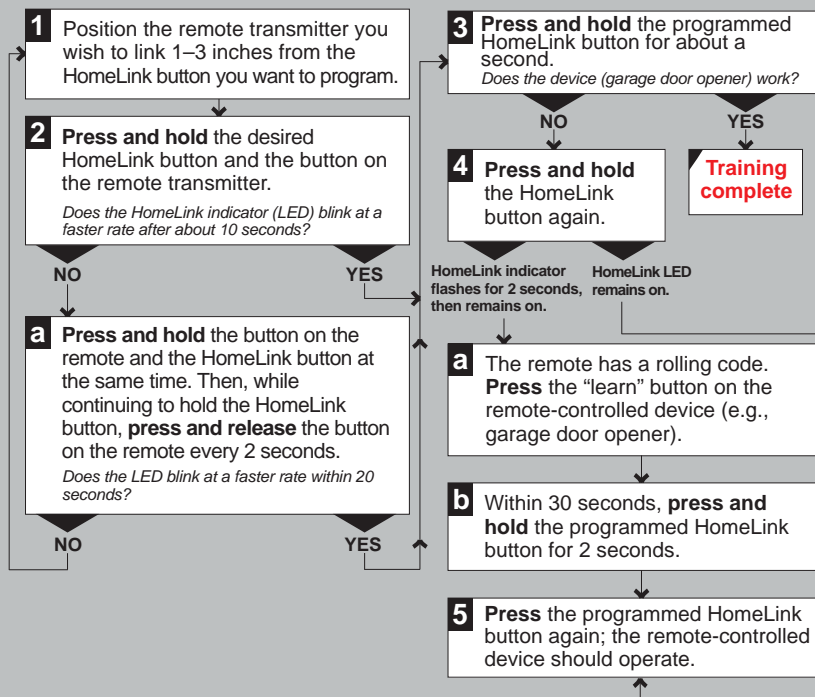 1 Position the remote transmitter you
wish to link 1–3 inches from the
HomeLink button you want to program.
2 Press and hold the desired
HomeLink button and the button on
the remote transmitter.
Does the HomeLink indicator (LED) blink at a
faster rate after about 10 seconds?
NO
YES
a Press and hold the button on the
remote and the HomeLink button at
the same time. Then, while
continuing to hold the HomeLink
button, press and release the button
on the remote every 2 seconds.
Does the LED blink at a faster rate within 20
seconds?
NO
YES
3 Press and hold the programmed
HomeLink button for about a
second.
Does the device (garage door opener) work?
NO
YES
4 Press and hold
the HomeLink
button again.
Training
complete
HomeLink indicator
flashes for 2 seconds,
then remains on.
HomeLink LED
remains on.
a The remote has a rolling code.
Press the “learn” button on the
remote-controlled device (e.g.,
garage door opener).
b Within 30 seconds, press and
hold the programmed HomeLink
button for 2 seconds.
5 Press the programmed HomeLink
button again; the remote-controlled
device should operate.